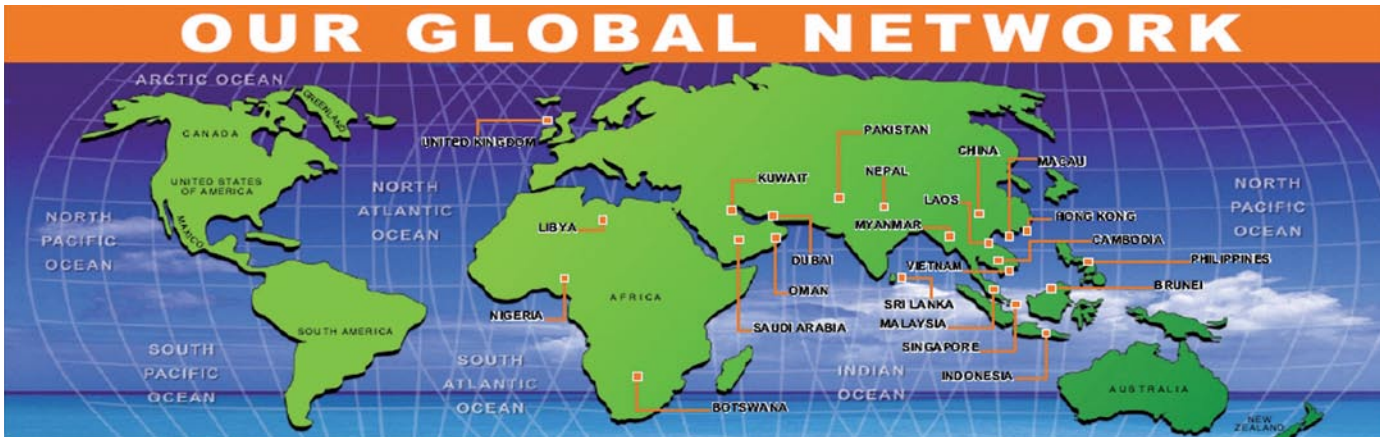 OUR GLOBAL NETWORK
ARCTIC OCEAN
GREENLAND
CANADA
UNITED KINGDOM
UNITED STATES
OF AMERICA
MEXICO
NORTH
PACIFIC
OCEAN
NORTH
ATLANTIC
OCEAN
PAKISTAN
CHINA
MACAU
KUWAIT
NEPAL
LAOS
NORTH
PACIFIC
OCEAN
LIBYA
MYANMAR
HONG KONG
CAMBODIA
DUBAI
VIETNAM
PHILIPPINES
OMAN
AFRICA
SRI LANKA
BRUNEI
NIGERIA
SAUDI ARABIA
MALAYSIA
SOUTH AMERICA
SINGAPORE
SOUTH
PACIFIC
OCEAN
SOUTH
ATLANTIC
OCEAN
INDIAN
OCEAN
INDONESIA
AUSTRALIA
BOTSWANA
NEW
ZEALAND